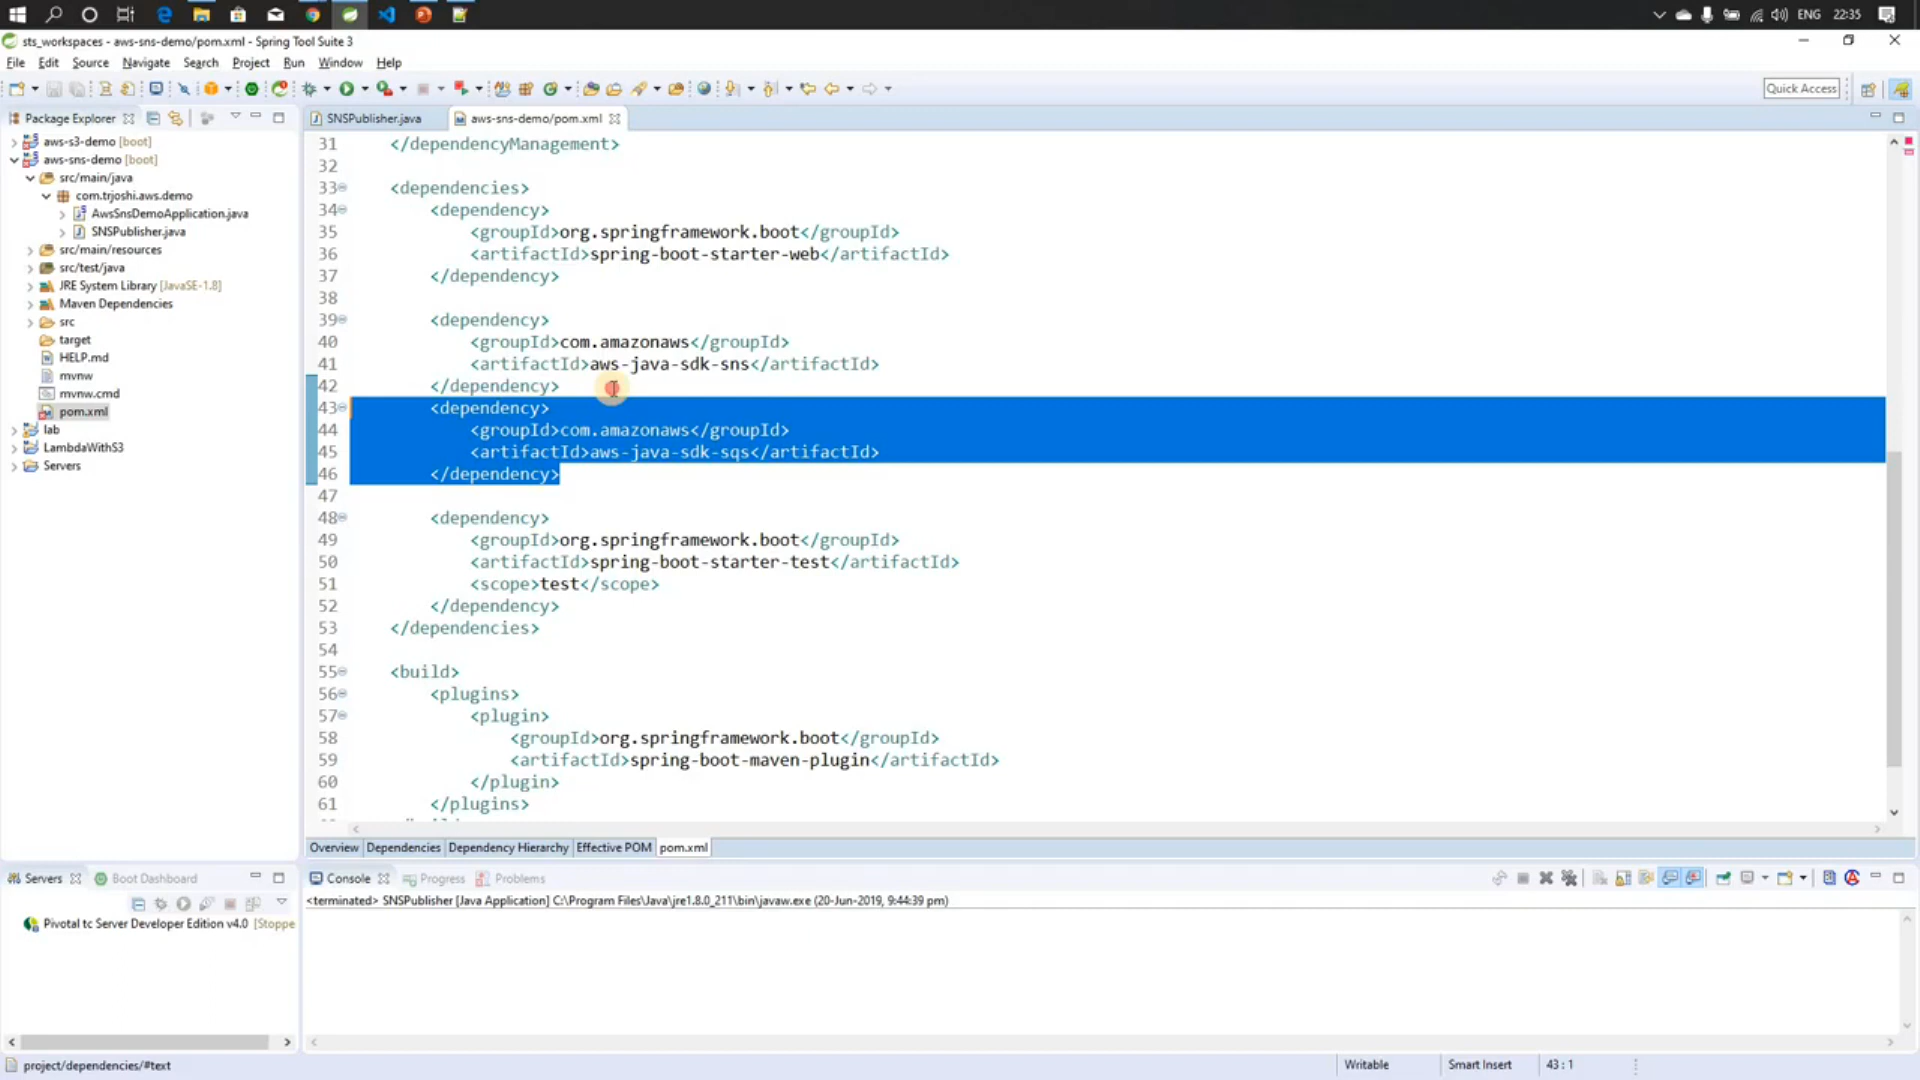 ENG
22:35
sts_workspaces - aws-sns-demo/pom.xml - Spring Tool Suite 3
File Edit Source Navigate Search Project Run Window Help
Quick Access
Package Explorer
SNSPublisher.java
aws-sns-demo/pom.xml
aws-s3-demo [boot]
aws-sns-demo [boot]
src/main/java
com.trjoshi.aws.demo
AwsSnsDemoApplication.java
SNSPublisher.java
src/main/resources
src/test/java
JRE System Library [JavaSE-1.8]
Maven Dependencies
src
target
HELP.md
mvnw
mvnw.cmd
pom.xml
lab
LambdaWithS3
Servers
31 </dependencyManagement>
32
33 <dependencies>
34 <dependency>
35 <groupId>org.springframework.boot</groupId>
36 <artifactId>spring-boot-starter-web</artifactId>
37 </dependency>
38
39 <dependency>
40 <groupId>com.amazonaws</groupId>
41 <artifactId>aws-java-sdk-sns</artifactId>
42 </dependency>
43 <dependency>
44 <groupId>com.amazonaws</groupId>
45 <artifactId>aws-java-sdk-sqs</artifactId>
46 </dependency>
47
48 <dependency>
49 <groupId>org.springframework.boot</groupId>
50 <artifactId>spring-boot-starter-test</artifactId>
51 <scope>test</scope>
52 </dependency>
53 </dependencies>
54
55 <build>
56 <plugins>
57 <plugin>
58 <groupId>org.springframework.boot</groupId>
59 <artifactId>spring-boot-maven-plugin</artifactId>
60 </plugin>
61 </plugins>
Overview Dependencies Dependency Hierarchy Effective POM pom.xml
Servers Boot Dashboard
Pivotal tc Server Developer Edition v4.0 [Stoppe
Console Progress Problems
<terminated> SNSPublisher [Java Application] C:\Program Files\Java\jre1.8.0_211\bin\javaw.exe (20-Jun-2019, 9:44:39 pm)
project/dependencies/#text
Writable
Smart Insert
43 : 1